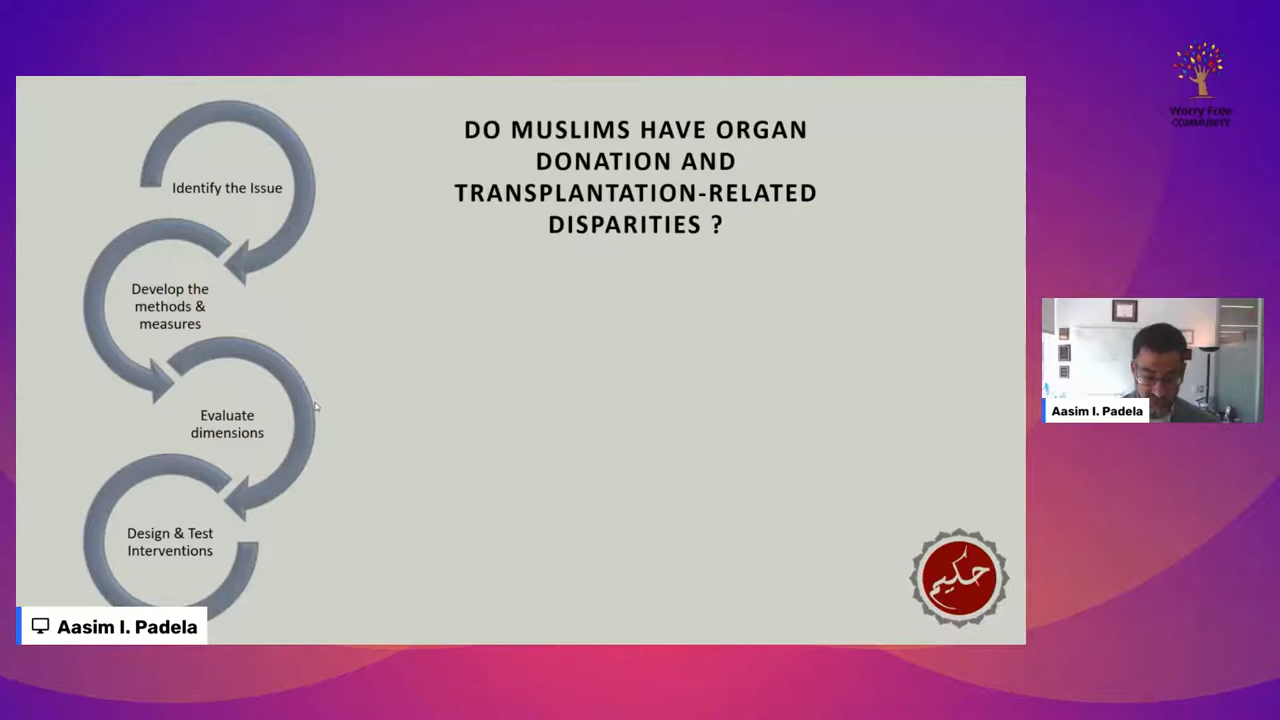 Worry Free
COMMUNITY
DO MUSLIMS HAVE ORGAN
DONATION AND
TRANSPLANTATION-RELATED
DISPARITIES ?
Identify the Issue
Develop the
methods &
measures
Evaluate
dimensions
Design & Test
Interventions
حكيم
Aasim I. Padela
Aasim I. Padela